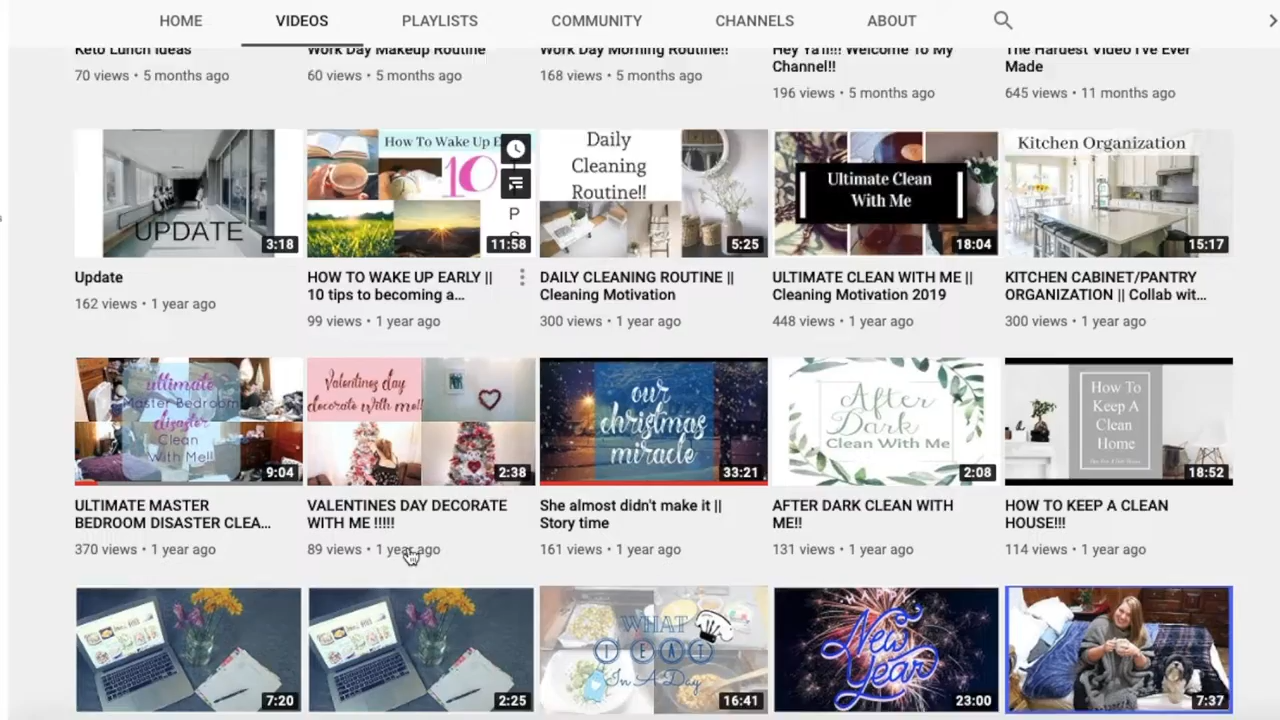 HOME VIDEOS PLAYLISTS COMMUNITY CHANNELS ABOUT
Keto Lunch Ideas
70 views • 5 months ago
Work Day Makeup Routine
60 views • 5 months ago
Work Day Morning Routine!!
168 views • 5 months ago
Hey Ya'll!!! Welcome To My
Channel!!
196 views • 5 months ago
The Hardest Video I've Ever
Made
645 views • 11 months ago
UPDATE
3:18
Update
162 views • 1 year ago
How To Wake Up E
10
P
11:58
HOW TO WAKE UP EARLY ||
10 tips to becoming a...
99 views • 1 year ago
Daily
Cleaning
Routine!!
5:25
DAILY CLEANING ROUTINE ||
Cleaning Motivation
300 views • 1 year ago
Ultimate Clean
With Me
18:04
ULTIMATE CLEAN WITH ME ||
Cleaning Motivation 2019
448 views • 1 year ago
Kitchen Organization
15:17
KITCHEN CABINET/PANTRY
ORGANIZATION || Collab wit...
300 views • 1 year ago
ultimate
Master Bedroom
disaster
Clean
With Me!!
9:04
ULTIMATE MASTER
BEDROOM DISASTER CLEA...
370 views • 1 year ago
Valentines day
decorate with me!!
2:38
VALENTINES DAY DECORATE
WITH ME !!!!!
89 views • 1 year ago
our
christmas
miracle
33:21
She almost didn't make it ||
Story time
161 views • 1 year ago
After
Dark
Clean With Me
2:08
AFTER DARK CLEAN WITH
ME!!
131 views • 1 year ago
How To
Keep A
Clean
Home
18:52
HOW TO KEEP A CLEAN
HOUSE!!!
114 views • 1 year ago
7:20
2:25
WHAT
I EAT
In A Day
16:41
New
Year
23:00
7:37